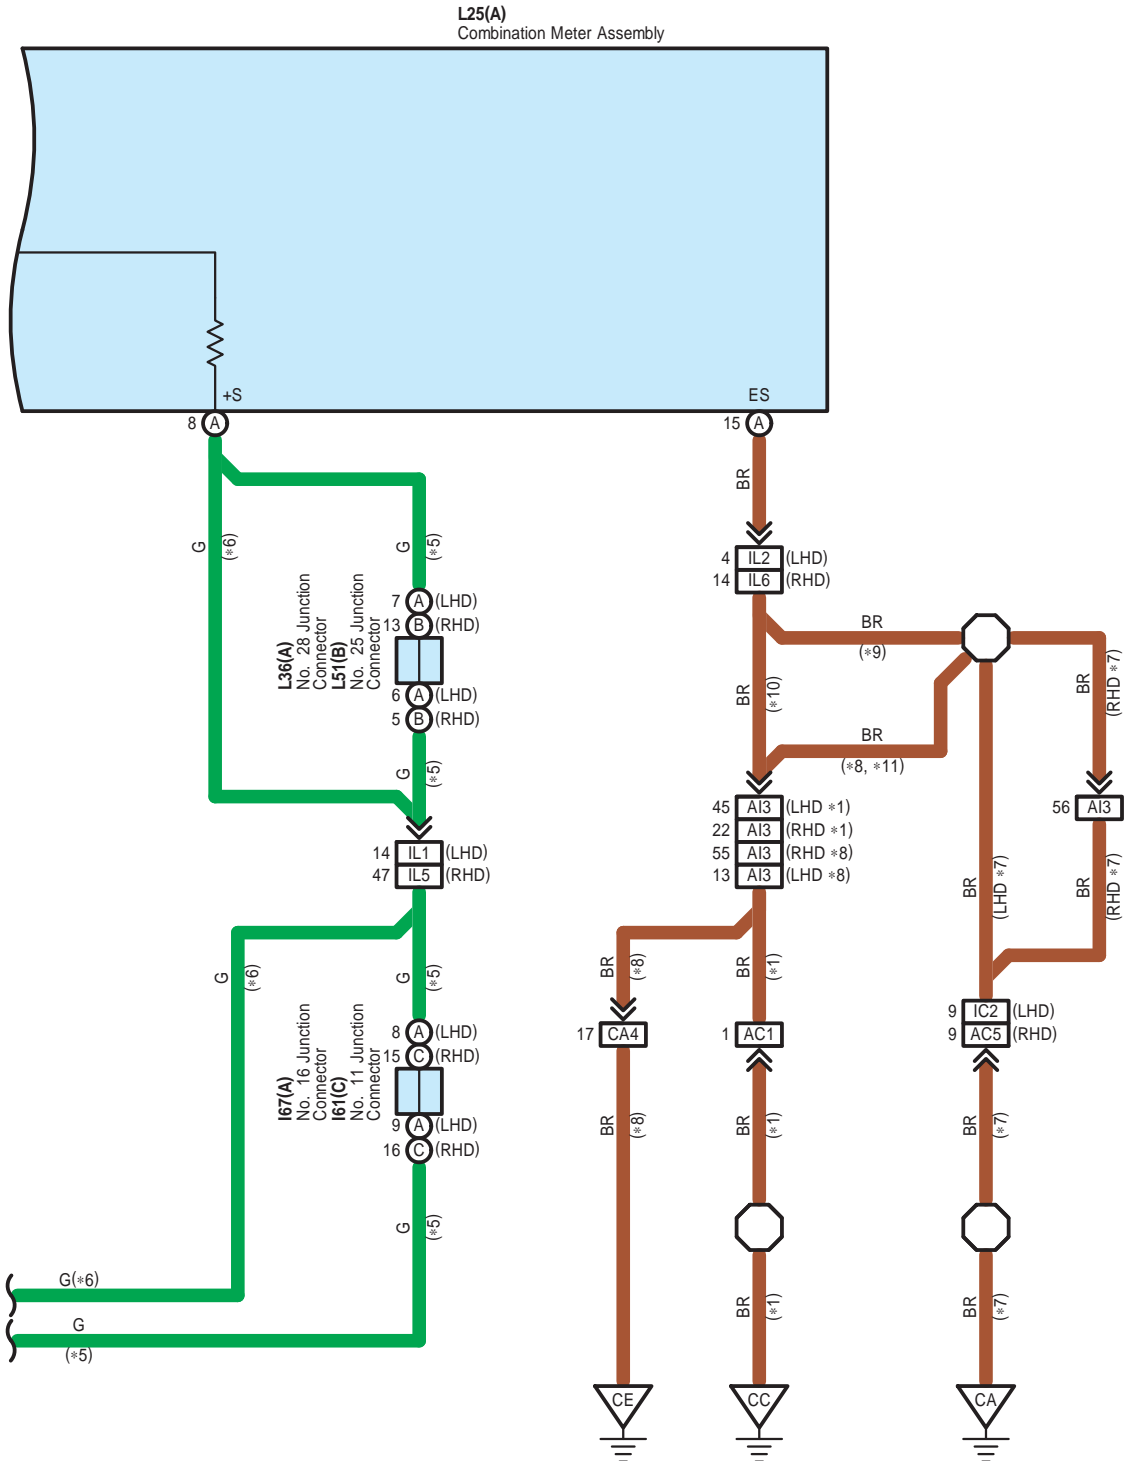 L25(A)
Combination Meter Assembly
+S
ES
8 A
15 A
BR
G
(*6)
G
(*5)
4 IL2 (LHD)
14 IL6 (RHD)
L36(A)
No. 28 Junction
Connector
L51(B)
No. 25 Junction
Connector
7 A (LHD)
13 B (RHD)
6 A (LHD)
5 B (RHD)
BR
(*9)
BR
(*10)
BR
(RHD *7)
BR
(*8, *11)
G
(*5)
45 AI3 (LHD *1)
22 AI3 (RHD *1)
55 AI3 (RHD *8)
13 AI3 (LHD *8)
56 AI3
14 IL1 (LHD)
47 IL5 (RHD)
BR
(LHD *7)
BR
(RHD *7)
G
(*6)
G
(*5)
BR
(*8)
BR
(*1)
9 IC2 (LHD)
9 AC5 (RHD)
17 CA4
1 AC1
I67(A)
No. 16 Junction
Connector
I61(C)
No. 11 Junction
Connector
8 A (LHD)
15 C (RHD)
9 A (LHD)
16 C (RHD)
BR
(*8)
BR
(*1)
BR
(*7)
G
(*5)
G(*6)
G
(*5)
BR
(*1)
BR
(*7)
CE
CC
CA